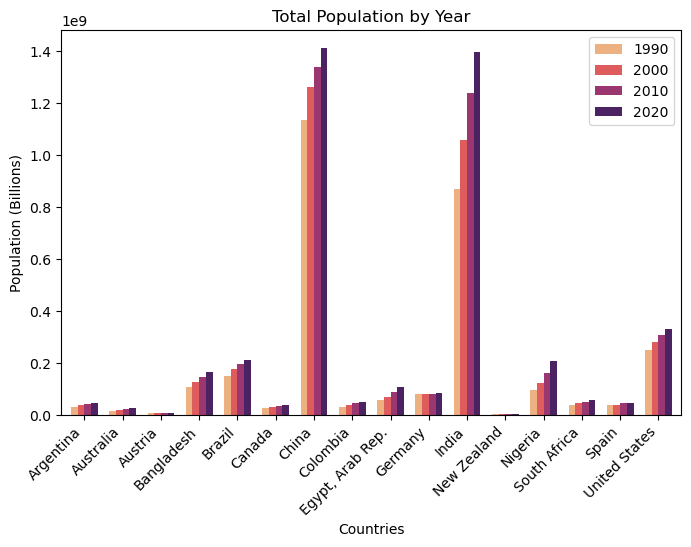 Total Population by Year
1e9
1990
2000
2010
2020
Population (Billions)
1.4
1.2
1.0
0.8
0.6
0.4
0.2
0.0
Argentina
Australia
Austria
Bangladesh
Brazil
Canada
China
Colombia
Egypt, Arab Rep.
Germany
India
New Zealand
Nigeria
South Africa
Spain
United States
Countries